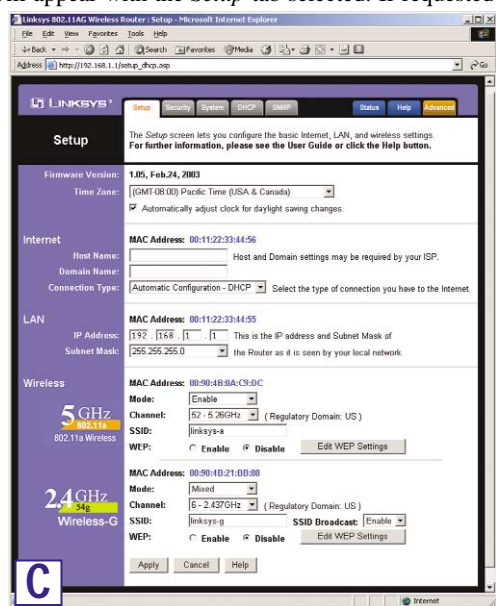 ill appear with the Setup tab selected. If requested
Linksys 802.11AG Wireless Router : Setup - Microsoft Internet Explorer
File Edit View Favorites Tools Help
Back Search Favorites Media
Address http://192.168.1.1/setup_dhcp.asp Go
LINKSYS® Setup Security System DHCP SNMP Status Help Advanced
Setup
The Setup screen lets you configure the basic Internet, LAN, and wireless settings.
For further information, please see the User Guide or click the Help button.
Firmware Version: 1.05, Feb.24, 2003
Time Zone: (GMT-08:00) Pacific Time (USA & Canada)
Automatically adjust clock for daylight saving changes.
Internet MAC Address: 00:11:22:33:44:56
Host Name: Host and Domain settings may be required by your ISP.
Domain Name:
Connection Type: Automatic Configuration - DHCP Select the type of connection you have to the Internet.
LAN MAC Address: 00:11:22:33:44:55
IP Address: 192 . 168 . 1 . 1 This is the IP address and Subnet Mask of
Subnet Mask: 255.255.255.0 the Router as it is seen by your local network.
Wireless MAC Address: 00:90:4B:0A:C9:DC
Mode: Enable
5 GHz 802.11a
802.11a Wireless
Channel: 52 - 5.26GHz ( Regulatory Domain: US )
SSID: linksys-a
WEP: Enable Disable Edit WEP Settings
MAC Address: 00:90:4B:21:BB:08
Mode: Mixed
2.4 GHz 54g
Wireless-G
Channel: 6 - 2.437GHz ( Regulatory Domain: US )
SSID: linksys-g SSID Broadcast: Enable
WEP: Enable Disable Edit WEP Settings
Apply Cancel Help
C
Internet